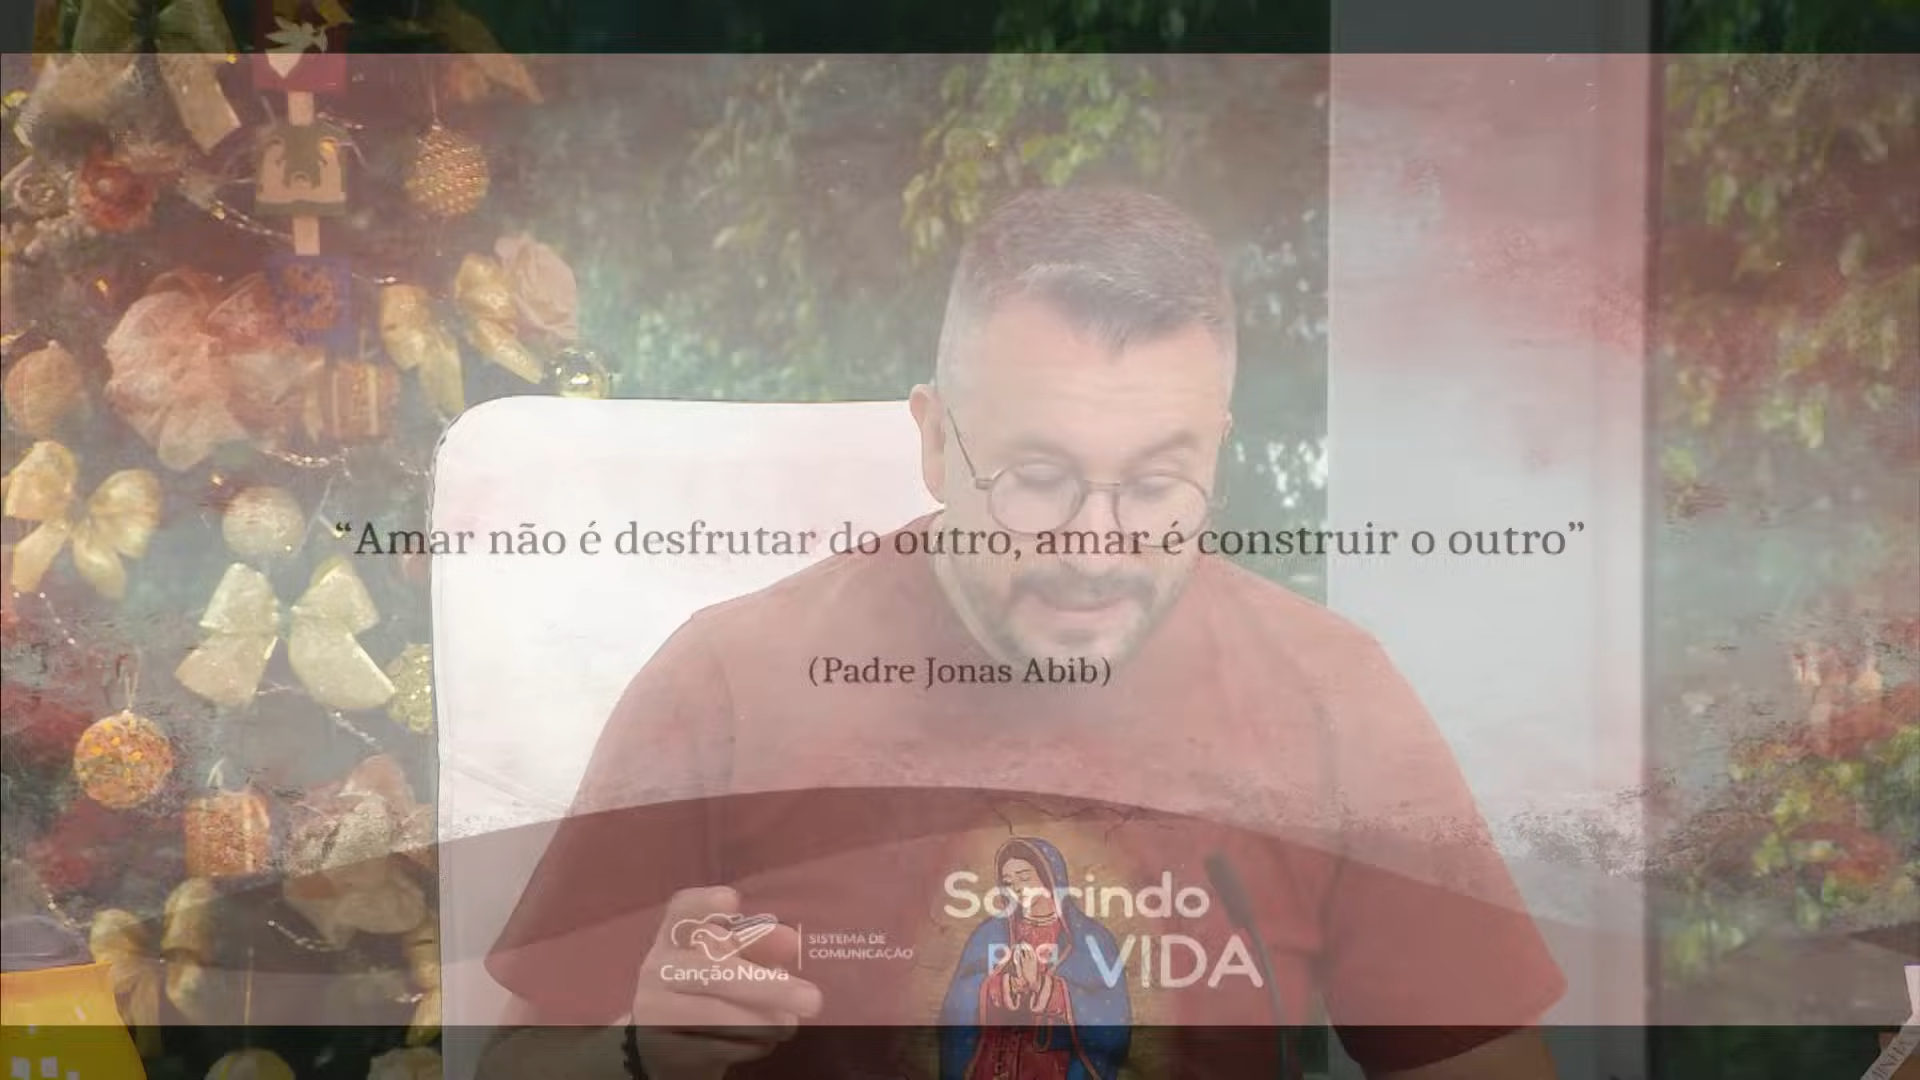 “Amar não é desfrutar do outro, amar é construir o outro”
(Padre Jonas Abib)
Canção Nova
SISTEMA DE
COMUNICAÇÃO
Sorrindo
pra VIDA